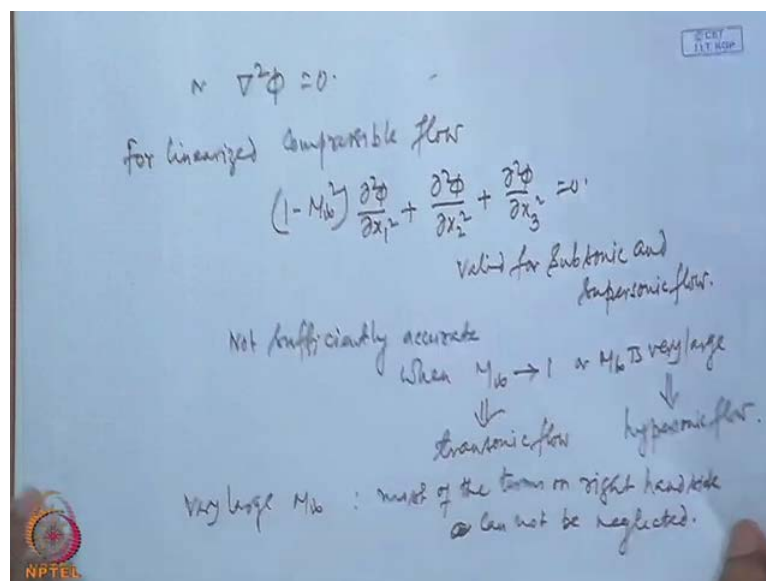 © CET
I.I.T. KGP
∇²φ = 0.
for linearized compressible flow
(1 - M∞²) ∂²φ/∂x₁² + ∂²φ/∂x₂² + ∂²φ/∂x₃² = 0.
Valid for Subsonic and
Supersonic flow.
Not sufficiently accurate
when M∞ → 1 or M∞ is very large
⇓ ⇓
transonic flow hypersonic flow.
Very large M∞ : most of the terms on right hand side
can not be neglected.
NPTEL